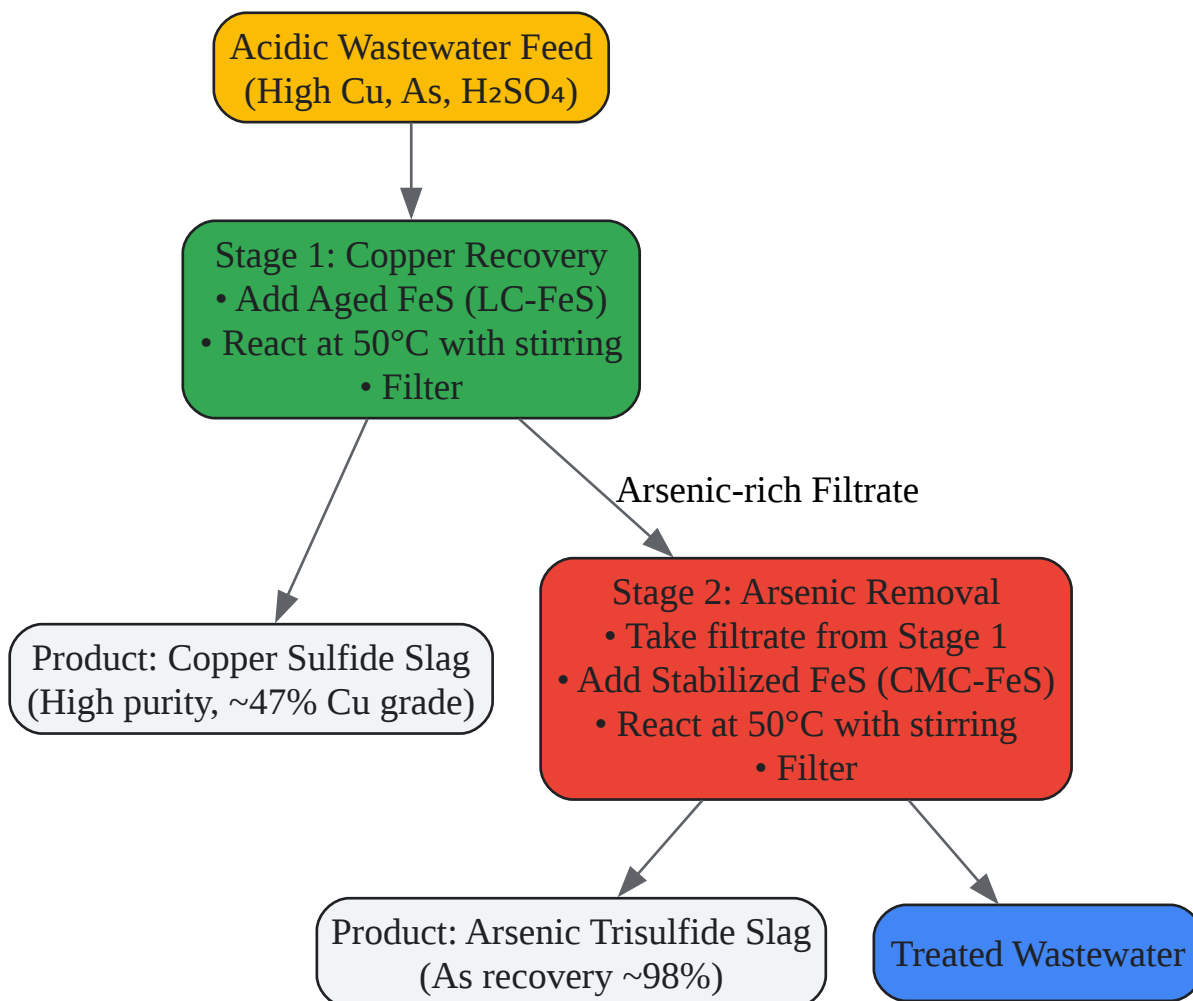 Acidic Wastewater Feed
(High Cu, As, H₂SO₄)
Stage 1: Copper Recovery
• Add Aged FeS (LC-FeS)
• React at 50°C with stirring
• Filter
Arsenic-rich Filtrate
Stage 2: Arsenic Removal
• Take filtrate from Stage 1
• Add Stabilized FeS (CMC-FeS)
• React at 50°C with stirring
• Filter
Product: Copper Sulfide Slag
(High purity, ~47% Cu grade)
Product: Arsenic Trisulfide Slag
(As recovery ~98%)
Treated Wastewater